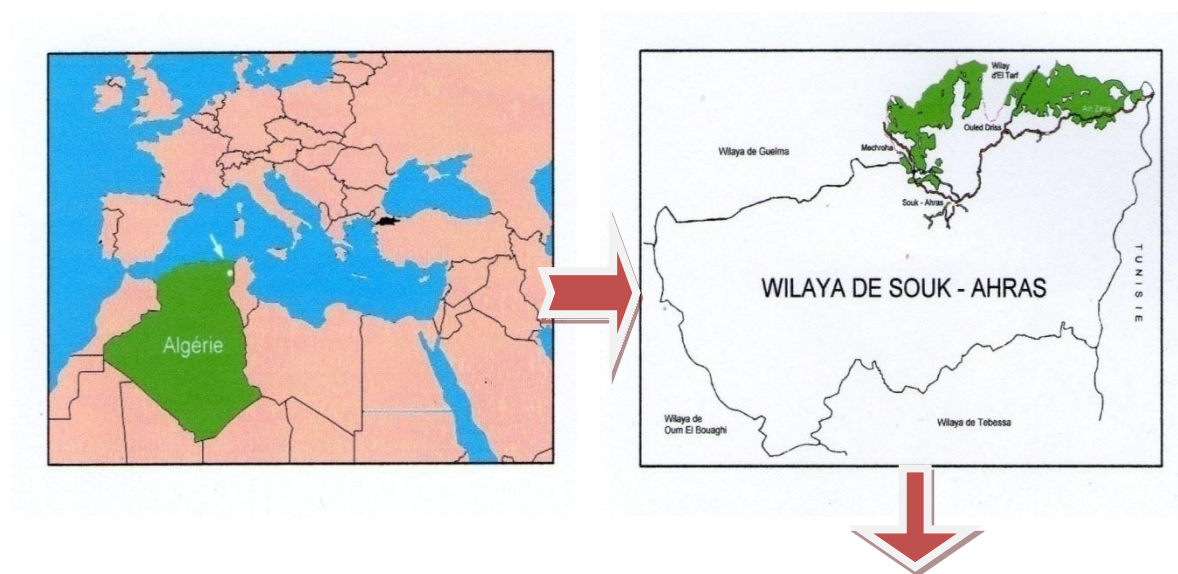 Algérie
Wilay
d'El Tarf
Ain Zana
Ouled Driss
Mechroha
Wilaya de Guelma
Souk - Ahras
WILAYA DE SOUK - AHRAS
TUNISIE
Wilaya de
Oum El Bouaghi
Wilaya de Tebessa